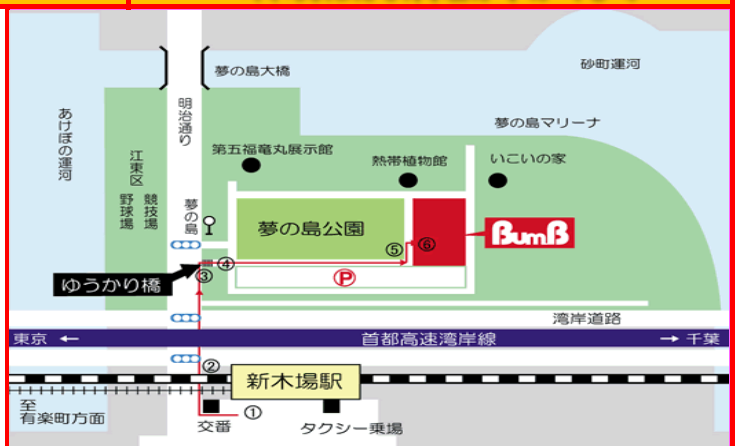 夢の島大橋
砂町運河
あけぼの運河
明治通り
夢の島マリーナ
江東区
野球場
競技場
第五福竜丸展示館
熱帯植物館
いこいの家
夢の島
夢の島公園
BumB
⑤
⑥
③
④
ゆうかり橋
P
湾岸道路
東京 ←
首都高速湾岸線
→ 千葉
②
新木場駅
至
有楽町方面
①
交番
タクシー乗場